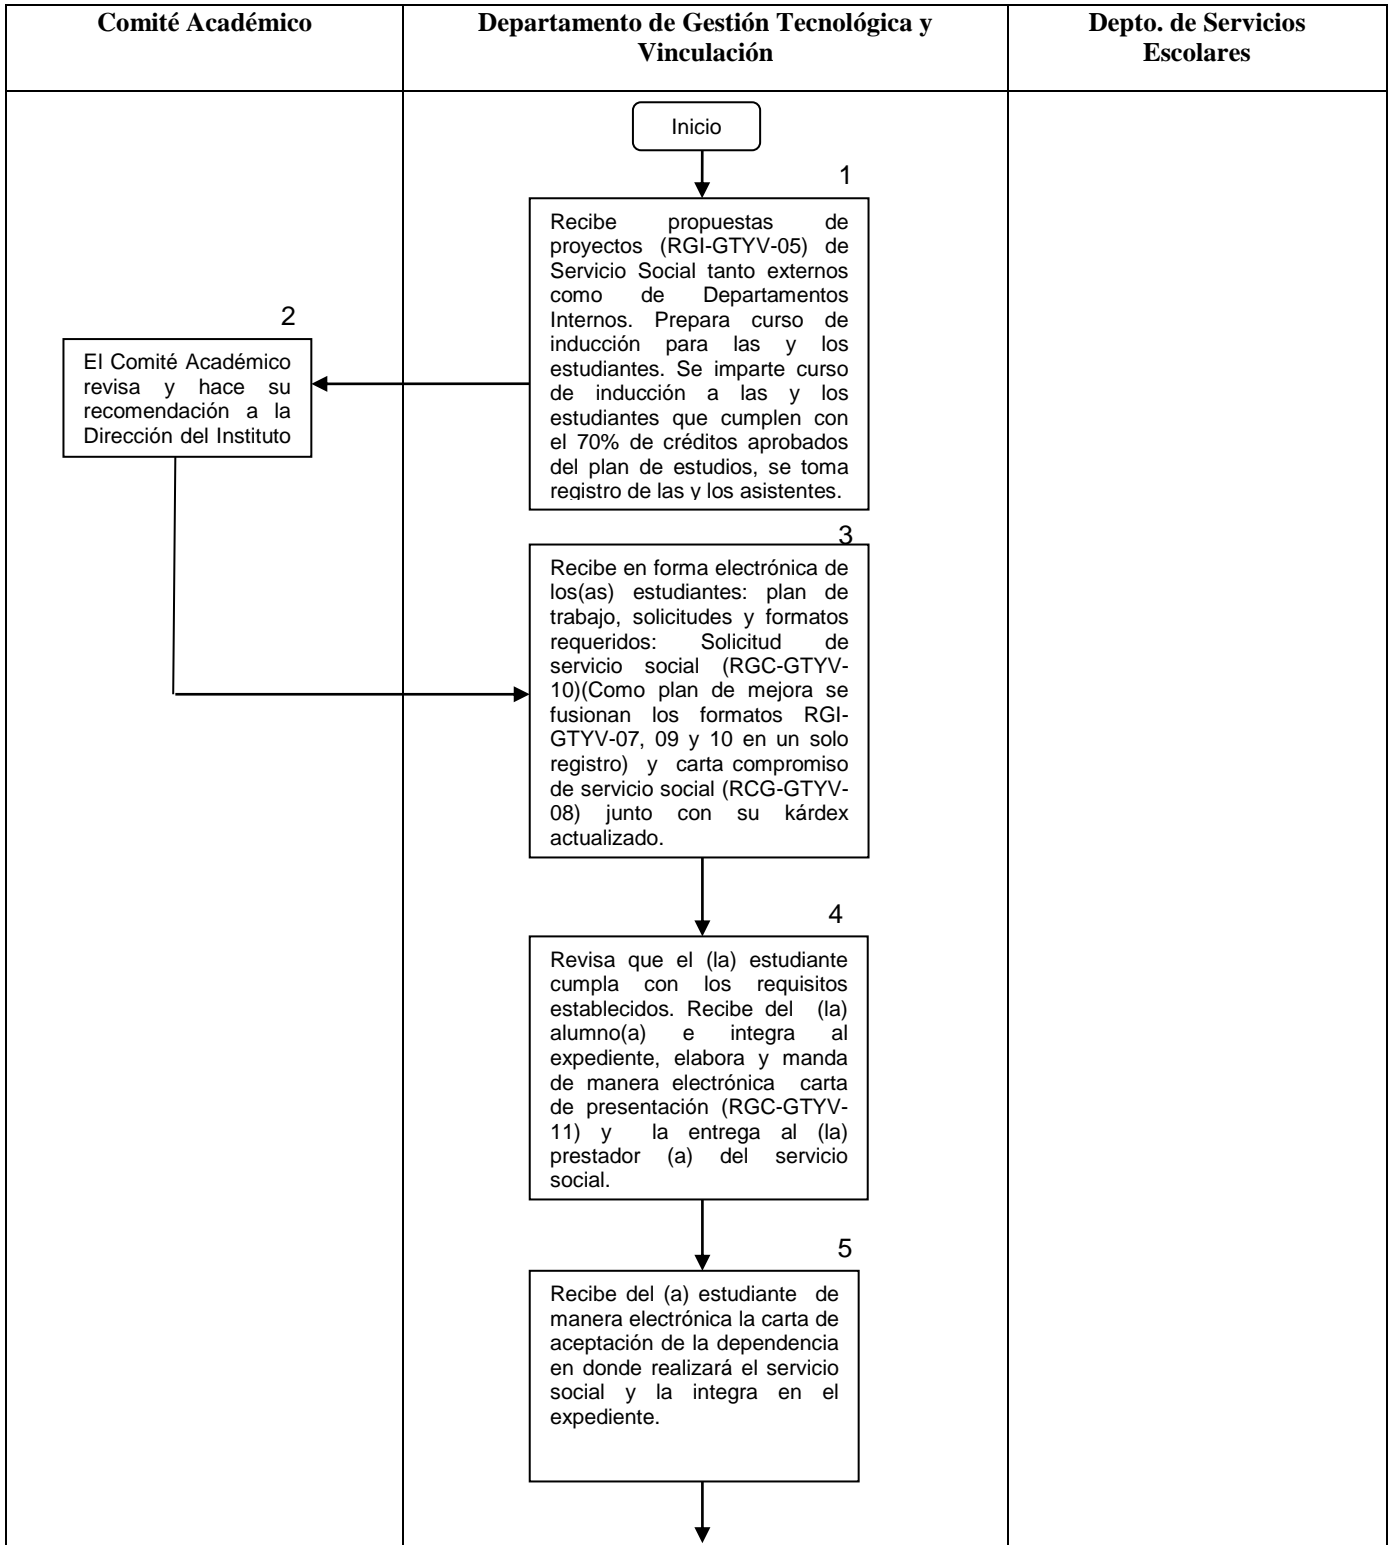 Comité Académico
Departamento de Gestión Tecnológica y
Vinculación
Depto. de Servicios
Escolares
Inicio
1
Recibe propuestas de
proyectos (RGI-GTYV-05) de
Servicio Social tanto externos
como de Departamentos
Internos. Prepara curso de
inducción para las y los
estudiantes. Se imparte curso
de inducción a las y los
estudiantes que cumplen con
el 70% de créditos aprobados
del plan de estudios, se toma
registro de las y los asistentes.
2
El Comité Académico
revisa y hace su
recomendación a la
Dirección del Instituto
3
Recibe en forma electrónica de
los(as) estudiantes: plan de
trabajo, solicitudes y formatos
requeridos: Solicitud de
servicio social (RGC-GTYV-
10)(Como plan de mejora se
fusionan los formatos RGI-
GTYV-07, 09 y 10 en un solo
registro) y carta compromiso
de servicio social (RCG-GTYV-
08) junto con su kárdex
actualizado.
4
Revisa que el (la) estudiante
cumpla con los requisitos
establecidos. Recibe del (la)
alumno(a) e integra al
expediente, elabora y manda
de manera electrónica carta
de presentación (RGC-GTYV-
11) y la entrega al (la)
prestador (a) del servicio
social.
5
Recibe del (a) estudiante de
manera electrónica la carta de
aceptación de la dependencia
en donde realizará el servicio
social y la integra en el
expediente.